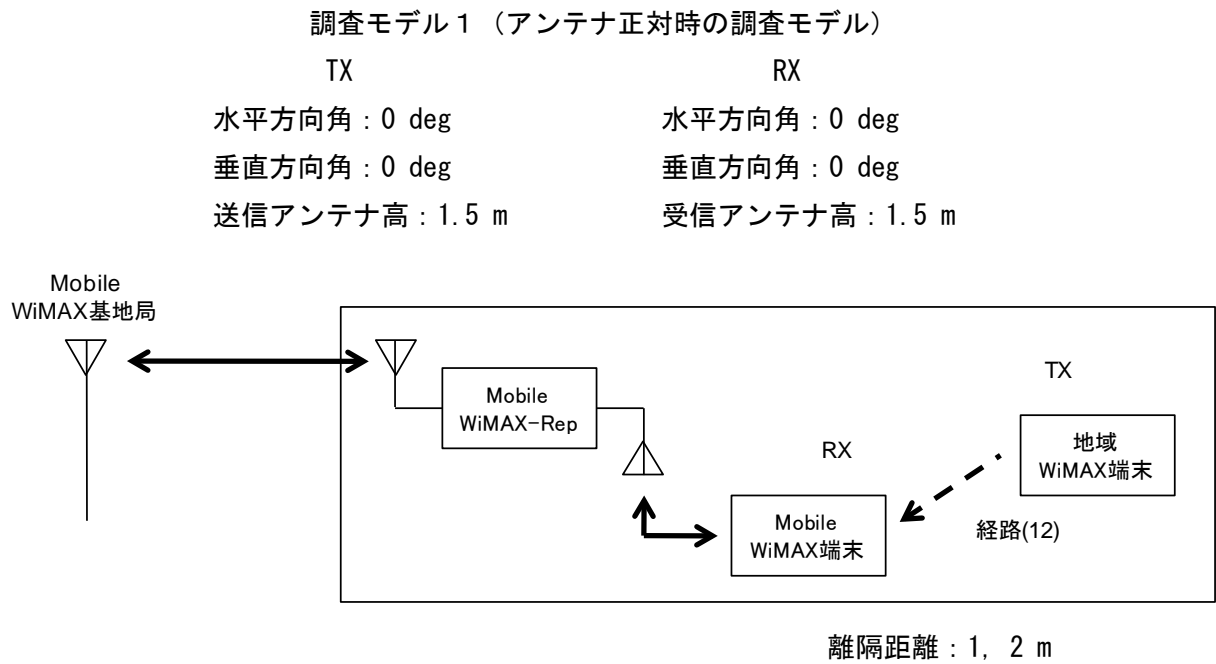 調査モデル１（アンテナ正対時の調査モデル）
TX
RX
水平方向角：0 deg
水平方向角：0 deg
垂直方向角：0 deg
垂直方向角：0 deg
送信アンテナ高：1.5 m
受信アンテナ高：1.5 m
Mobile
WiMAX基地局
Mobile
WiMAX-Rep
TX
地域
WiMAX端末
RX
Mobile
WiMAX端末
経路(12)
離隔距離：1, 2 m